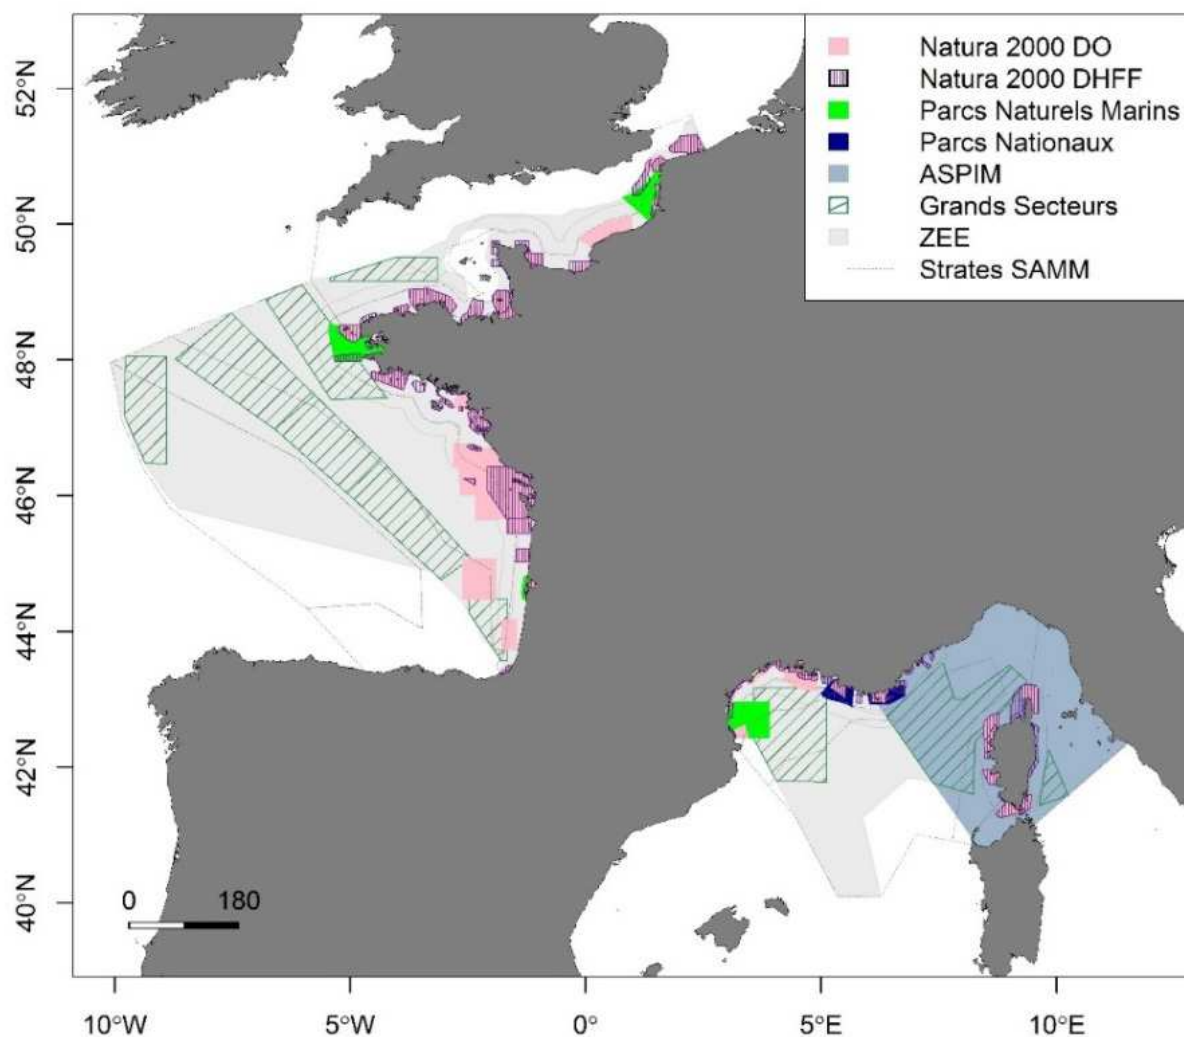 Natura 2000 DO
Natura 2000 DHFF
Parcs Naturels Marins
Parcs Nationaux
ASPIM
Grands Secteurs
ZEE
Strates SAMM
52°N
50°N
48°N
46°N
44°N
42°N
40°N
0 180
10°W 5°W 0° 5°E 10°E